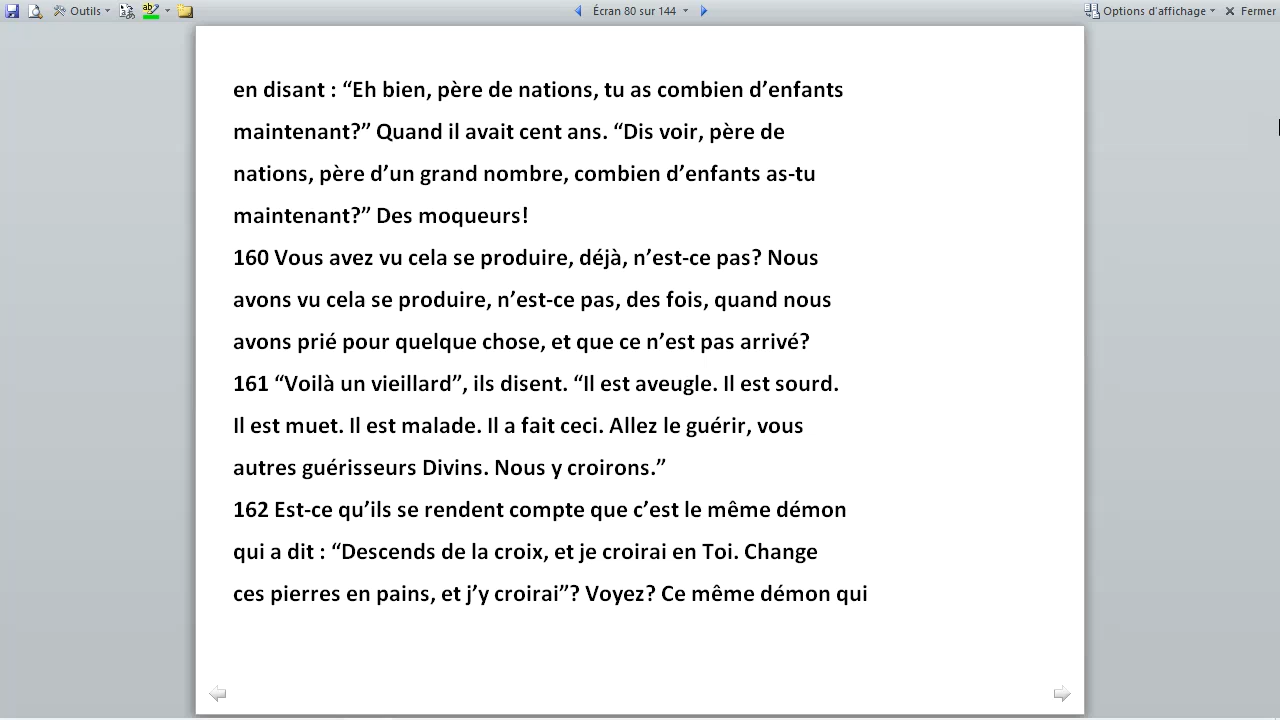 Outils
Écran 80 sur 144
Options d'affichage
Fermer
en disant : “Eh bien, père de nations, tu as combien d’enfants
maintenant?” Quand il avait cent ans. “Dis voir, père de
nations, père d’un grand nombre, combien d’enfants as-tu
maintenant?” Des moqueurs!
160 Vous avez vu cela se produire, déjà, n’est-ce pas? Nous
avons vu cela se produire, n’est-ce pas, des fois, quand nous
avons prié pour quelque chose, et que ce n’est pas arrivé?
161 “Voilà un vieillard”, ils disent. “Il est aveugle. Il est sourd.
Il est muet. Il est malade. Il a fait ceci. Allez le guérir, vous
autres guérisseurs Divins. Nous y croirons.”
162 Est-ce qu’ils se rendent compte que c’est le même démon
qui a dit : “Descends de la croix, et je croirai en Toi. Change
ces pierres en pains, et j’y croirai”? Voyez? Ce même démon qui